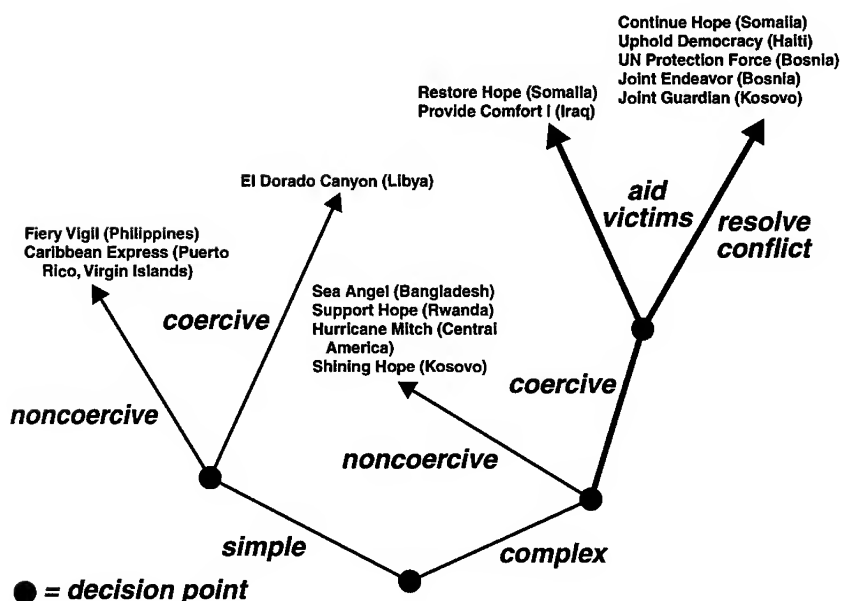 Continue Hope (Somalia)
Uphold Democracy (Haiti)
UN Protection Force (Bosnia)
Joint Endeavor (Bosnia)
Joint Guardian (Kosovo)
Restore Hope (Somalia)
Provide Comfort I (Iraq)
El Dorado Canyon (Libya)
aid
victims
resolve
conflict
Fiery Vigil (Philippines)
Caribbean Express (Puerto
Rico, Virgin Islands)
Sea Angel (Bangladesh)
Support Hope (Rwanda)
Hurricane Mitch (Central
America)
Shining Hope (Kosovo)
coercive
coercive
noncoercive
noncoercive
simple
complex
= decision point